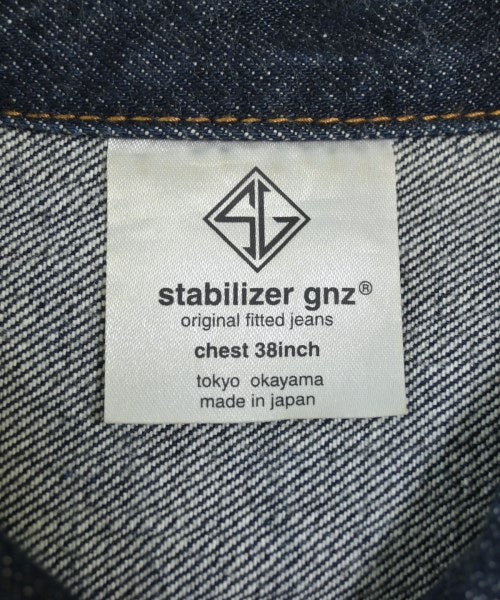 SG
stabilizer gnz®
original fitted jeans
chest 38inch
tokyo okayama
made in japan